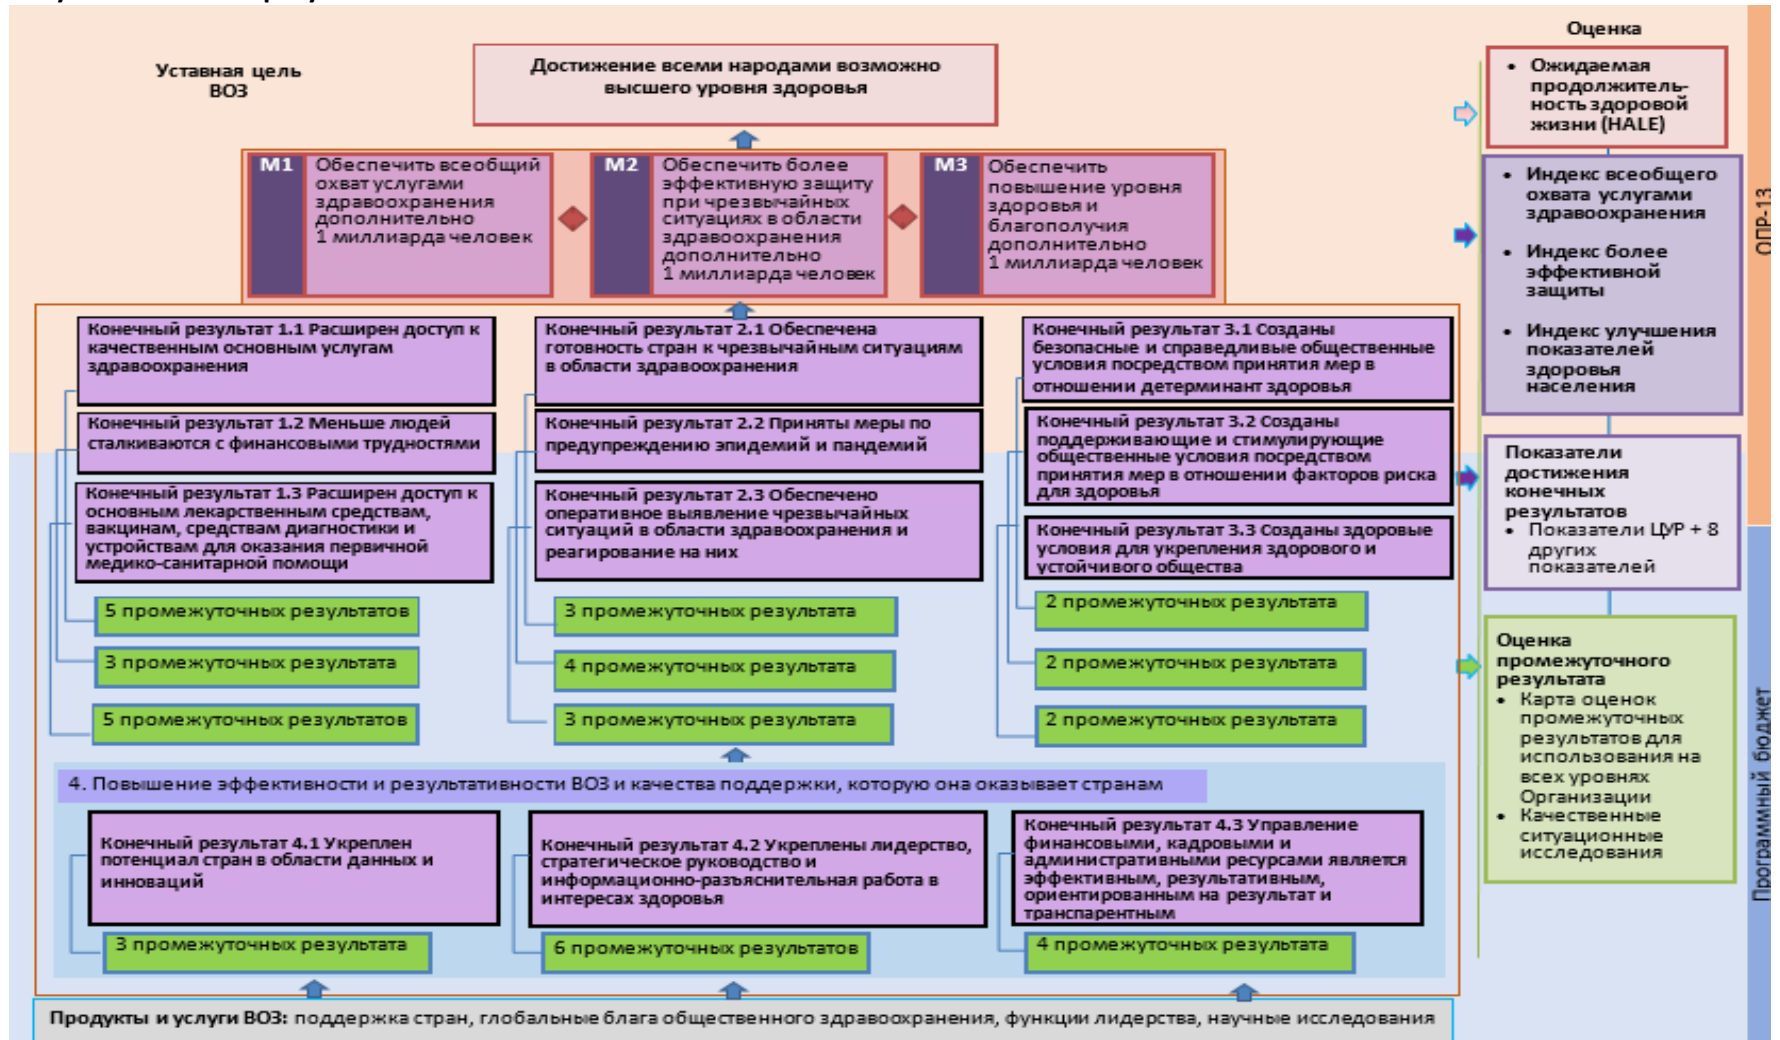 Уставная цель
ВОЗ
Достижение всеми народами возможно
высшего уровня здоровья
М1
Обеспечить всеобщий
охват услугами
здравоохранения
дополнительно
1 миллиарда человек
М2
Обеспечить более
эффективную защиту
при чрезвычайных
ситуациях в области
здравоохранения
дополнительно
1 миллиарда человек
М3
Обеспечить
повышение уровня
здоровья и
благополучия
дополнительно
1 миллиарда человек
Конечный результат 1.1 Расширен доступ к
качественным основным услугам
здравоохранения
Конечный результат 1.2 Меньше людей
сталкиваются с финансовыми трудностями
Конечный результат 1.3 Расширен доступ к
основным лекарственным средствам,
вакцинам, средствам диагностики и
устройствам для оказания первичной
медико-санитарной помощи
5 промежуточных результатов
3 промежуточных результата
5 промежуточных результатов
Конечный результат 2.1 Обеспечена
готовность стран к чрезвычайным ситуациям
в области здравоохранения
Конечный результат 2.2 Приняты меры по
предупреждению эпидемий и пандемий
Конечный результат 2.3 Обеспечено
оперативное выявление чрезвычайных
ситуаций в области здравоохранения и
реагирование на них
3 промежуточных результата
4 промежуточных результата
3 промежуточных результата
Конечный результат 3.1 Созданы
безопасные и справедливые общественные
условия посредством принятия мер в
отношении детерминант здоровья
Конечный результат 3.2 Созданы
поддерживающие и стимулирующие
общественные условия посредством
принятия мер в отношении факторов риска
для здоровья
Конечный результат 3.3 Созданы здоровые
условия для укрепления здорового и
устойчивого общества
2 промежуточных результата
2 промежуточных результата
2 промежуточных результата
4. Повышение эффективности и результативности ВОЗ и качества поддержки, которую она оказывает странам
Конечный результат 4.1 Укреплен
потенциал стран в области данных и
инноваций
3 промежуточных результата
Конечный результат 4.2 Укреплены лидерство,
стратегическое руководство и
информационно-разъяснительная работа в
интересах здоровья
6 промежуточных результатов
Конечный результат 4.3 Управление
финансовыми, кадровыми и
административными ресурсами является
эффективным, результативным,
ориентированным на результат и
транспарентным
4 промежуточных результата
Продукты и услуги ВОЗ: поддержка стран, глобальные блага общественного здравоохранения, функции лидерства, научные исследования
Оценка
• Ожидаемая
продолжитель-
ность здоровой
жизни (HALE)
• Индекс всеобщего
охвата услугами
здравоохранения
• Индекс более
эффективной
защиты
• Индекс улучшения
показателей
здоровья
населения
Показатели
достижения
конечных
результатов
• Показатели ЦУР + 8
других
показателей
Оценка
промежуточного
результата
• Карта оценок
промежуточных
результатов для
использования на
всех уровнях
Организации
• Качественные
ситуационные
исследования
ОПР-13
Программный бюджет